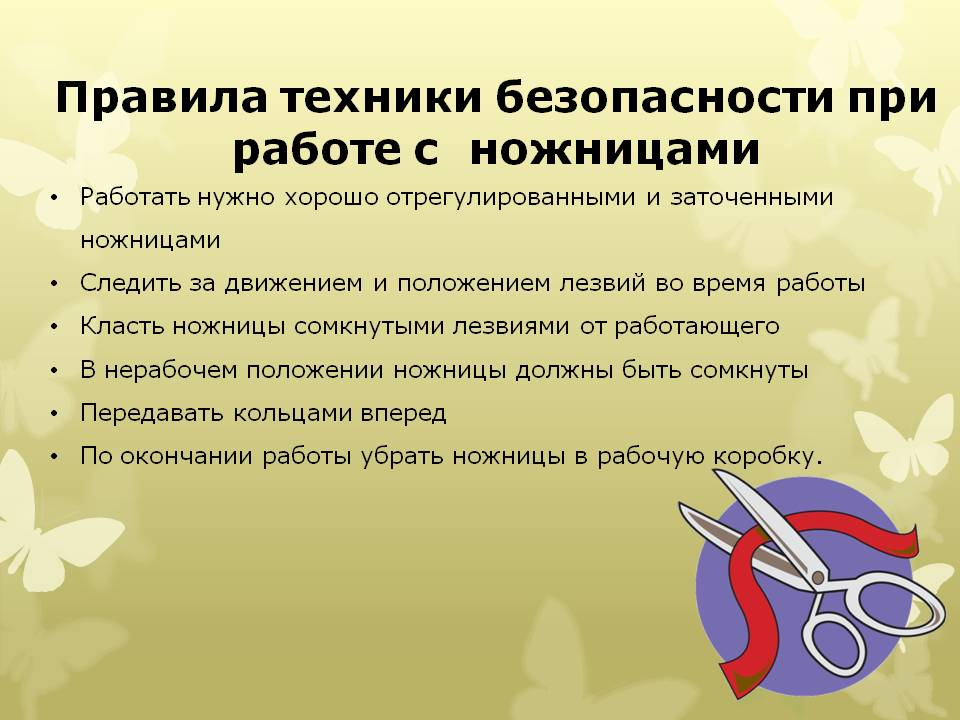 Правила техники безопасности при
работе с  ножницами
• Работать нужно хорошо отрегулированными и заточенными
ножницами
• Следить за движением и положением лезвий во время работы
• Класть ножницы сомкнутыми лезвиями от работающего
• В нерабочем положении ножницы должны быть сомкнуты
• Передавать кольцами вперед
• По окончании работы убрать ножницы в рабочую коробку.